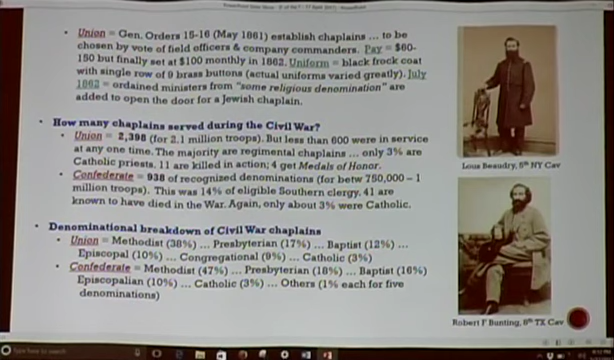 Union = Gen. Orders 15-16 (May 1861) establish chaplains ... to be
chosen by vote of field officers & company commanders. Pay = $60-
150 but finally set at $100 monthly in 1862. Uniform = black frock coat
with single row of 9 brass buttons (actual uniforms varied greatly). July
1862 = ordained ministers from "some religious denomination" are
added to open the door for a Jewish chaplain.
How many chaplains served during the Civil War?
Union = 2,398 (for 2.1 million troops). But less than 600 were in service
at any one time. The majority are regimental chaplains ... only 3% are
Catholic priests. 11 are killed in action; 4 get Medals of Honor.
Confederate = 938 of recognized denominations (for betw 750,000 – 1
million troops). This was 14% of eligible Southern clergy. 41 are
known to have died in the War. Again, only about 3% were Catholic.
Denominational breakdown of Civil War chaplains
Union = Methodist (38%) ... Presbyterian (17%) ... Baptist (12%) ...
Episcopal (10%) ... Congregational (9%) ... Catholic (3%)
Confederate = Methodist (47%) ... Presbyterian (18%) ... Baptist (16%)
Episcopalian (10%) ... Catholic (3%) ... Others (1% each for five
denominations)
Lous Beaudry, 5th NY Cav
Robert F Bunting, 8th TX Cav